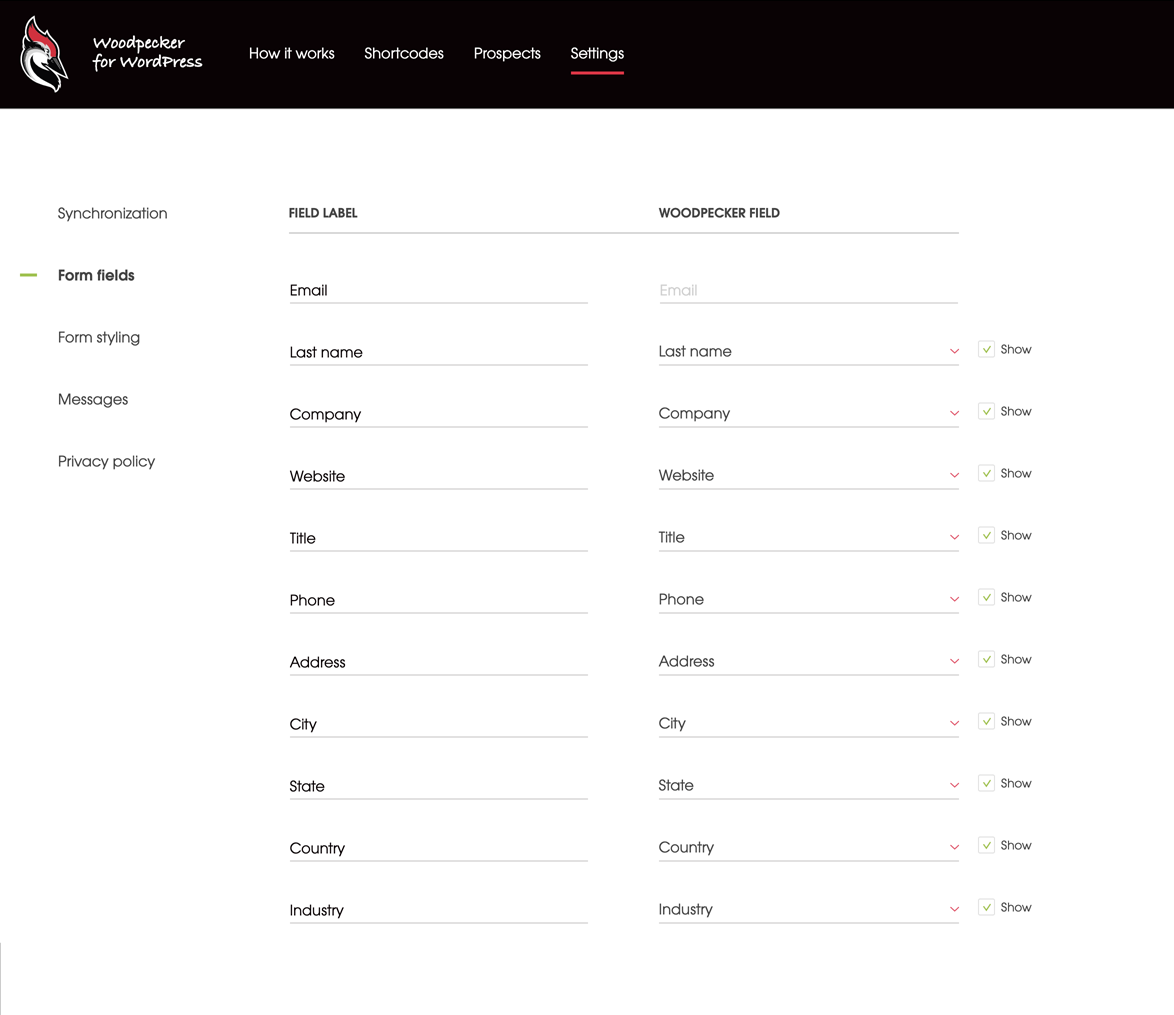 Woodpecker
for WordPress
How it works
Shortcodes
Prospects
Settings
Synchronization
Form fields
Form styling
Messages
Privacy policy
FIELD LABEL WOODPECKER FIELD
Email Email
Last name Last name Show
Company Company Show
Website Website Show
Title Title Show
Phone Phone Show
Address Address Show
City City Show
State State Show
Country Country Show
Industry Industry Show